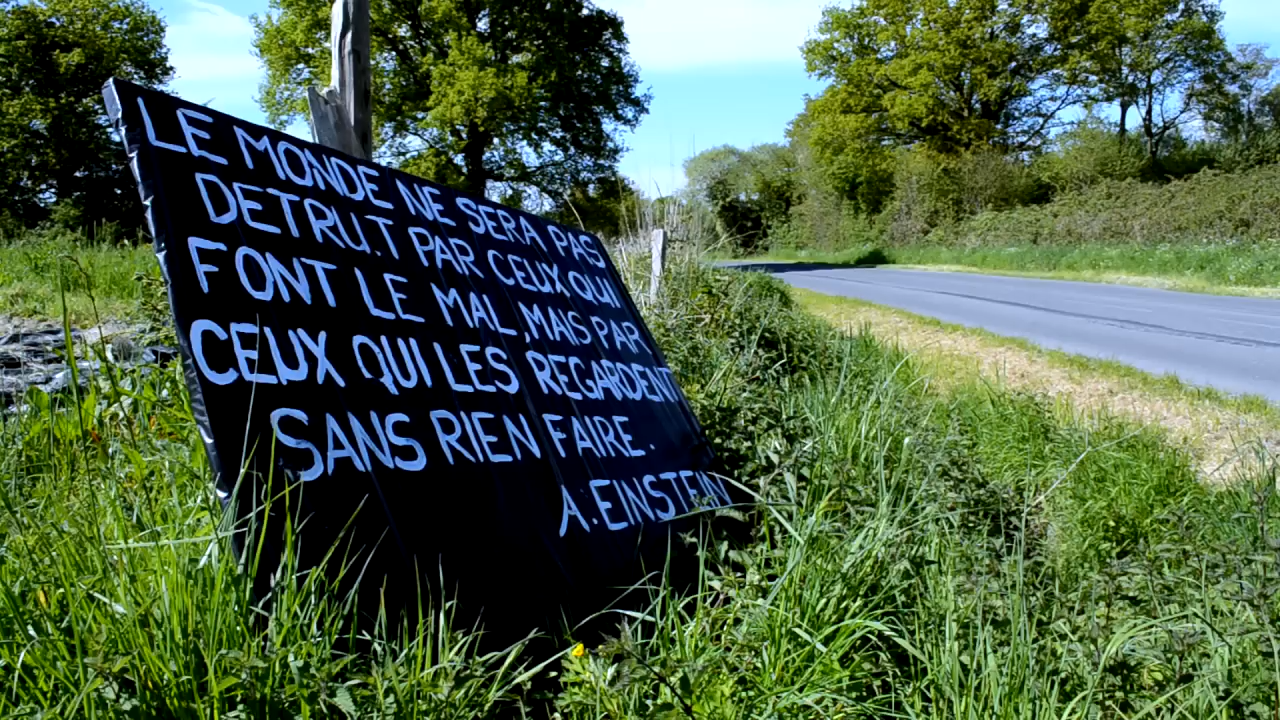 LE MONDE NE SERA PAS
DETRU.T PAR CEUX QUI
FONT LE MAL, MAIS PAR
CEUX QUI LES REGARDENT
SANS RIEN FAIRE.
A. EINSTEIN